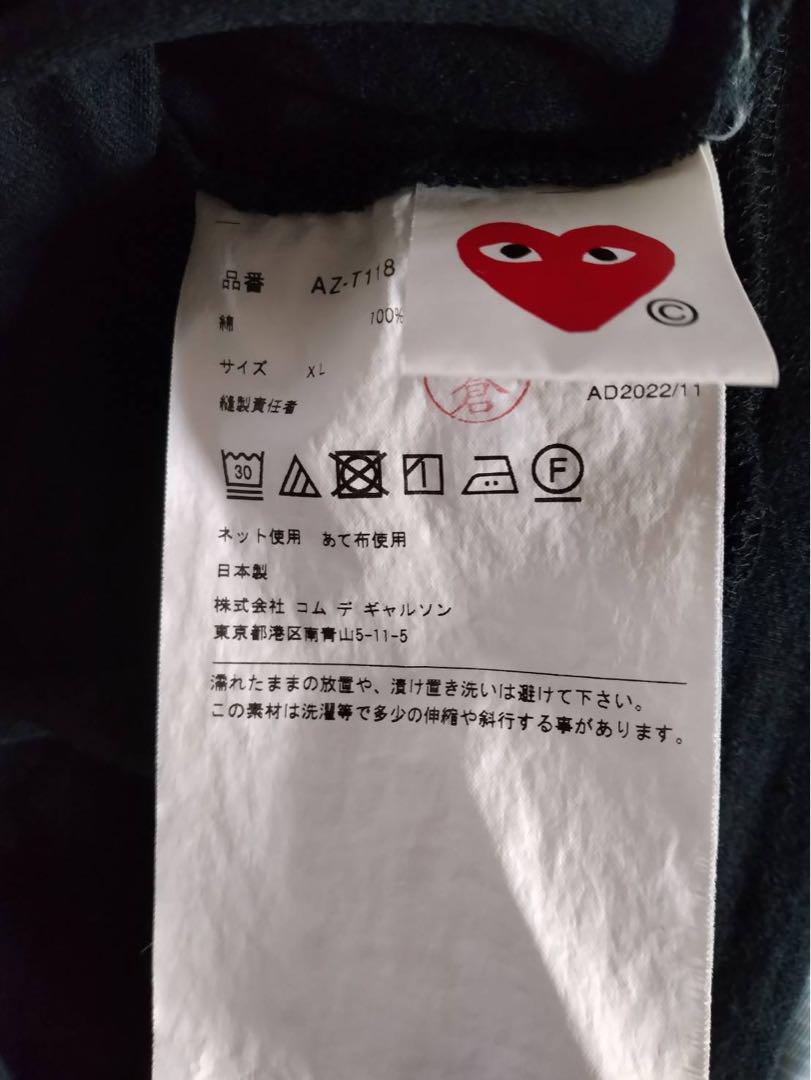 品番 AZ-T118
綿 100%
サイズ XL
縫製責任者
倉
AD2022/11
©
30
F
ネット使用 あて布使用
日本製
株式会社 コム デ ギャルソン
東京都港区南青山5-11-5
濡れたままの放置や、漬け置き洗いは避けて下さい。
この素材は洗濯等で多少の伸縮や斜行する事があります。